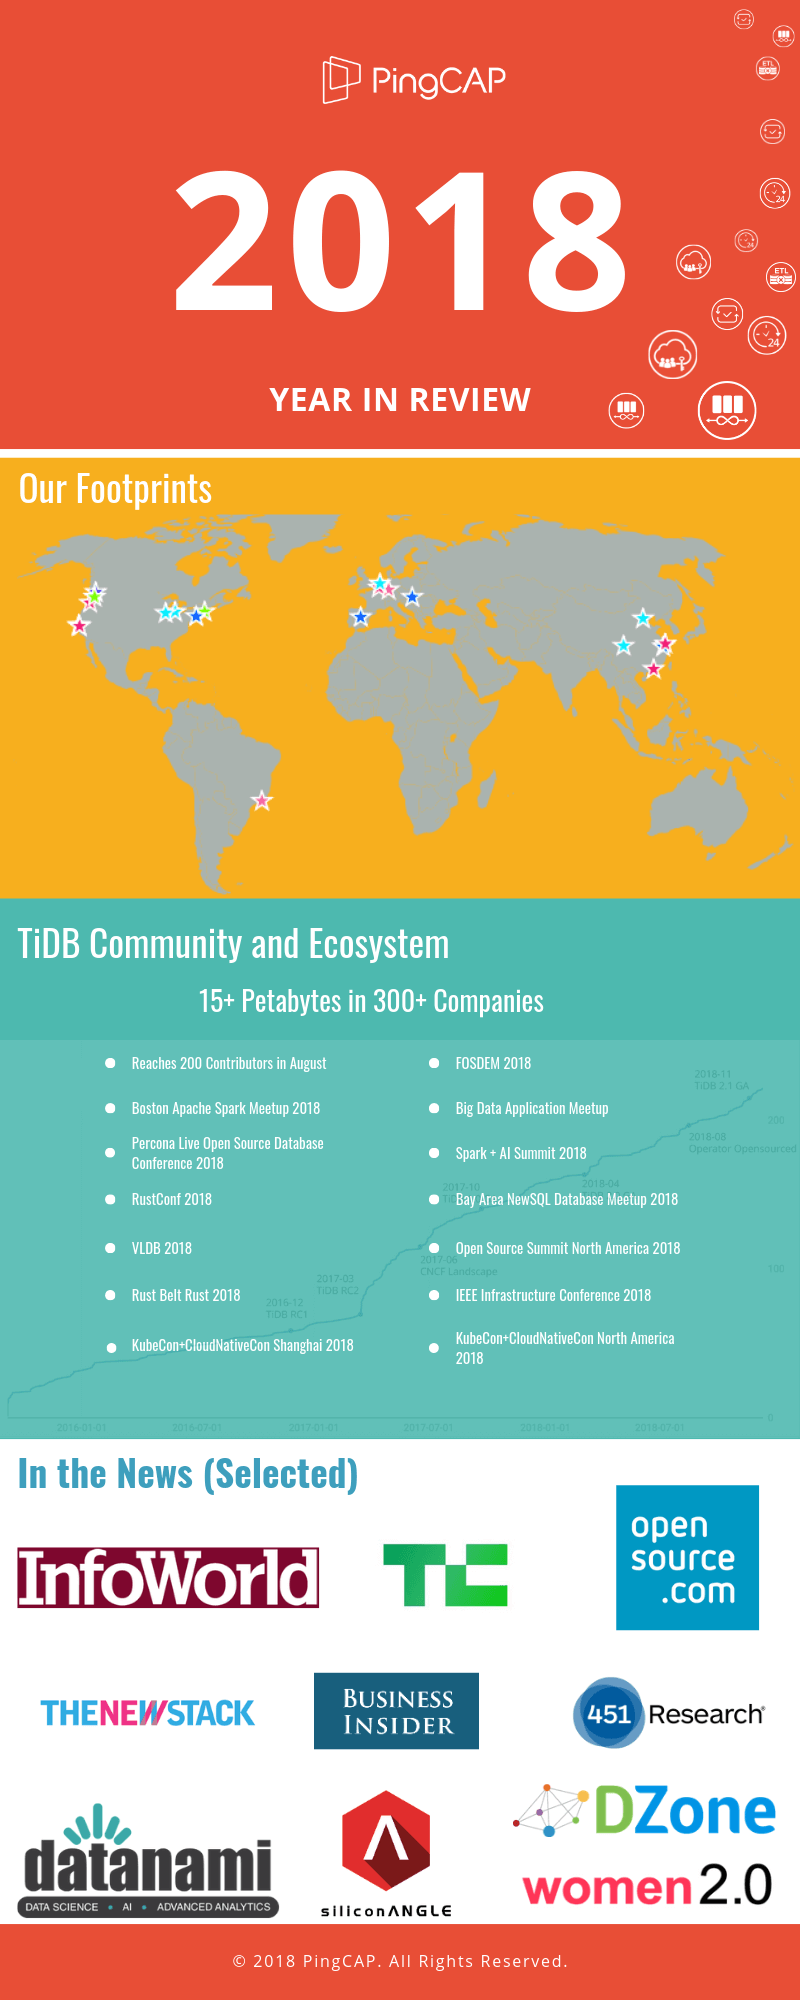 PingCAP
2018
YEAR IN REVIEW
ETL
24
24
ETL
24
Our Footprints
TiDB Community and Ecosystem
15+ Petabytes in 300+ Companies
Reaches 200 Contributors in August
Boston Apache Spark Meetup 2018
Percona Live Open Source Database
Conference 2018
RustConf 2018
VLDB 2018
Rust Belt Rust 2018
KubeCon+CloudNativeCon Shanghai 2018
FOSDEM 2018
Big Data Application Meetup
Spark + AI Summit 2018
Bay Area NewSQL Database Meetup 2018
Open Source Summit North America 2018
IEEE Infrastructure Conference 2018
KubeCon+CloudNativeCon North America
2018
2018-11
TiDB 2.1 GA
200
2018-08
Operator Opensourced
2018-04
2017-10
2017-06
CNCF Landscape
100
2017-03
TiDB RC2
2016-12
TiDB RC1
0
2016-01-01
2016-07-01
2017-01-01
2017-07-01
2018-01-01
2018-07-01
In the News (Selected)
InfoWorld
TC
open
source
.com
THENEWSTACK
BUSINESS
INSIDER
451 Research
datanami
DATA SCIENCE • AI • ADVANCED ANALYTICS
siliconANGLE
DZone
women 2.0
© 2018 PingCAP. All Rights Reserved.